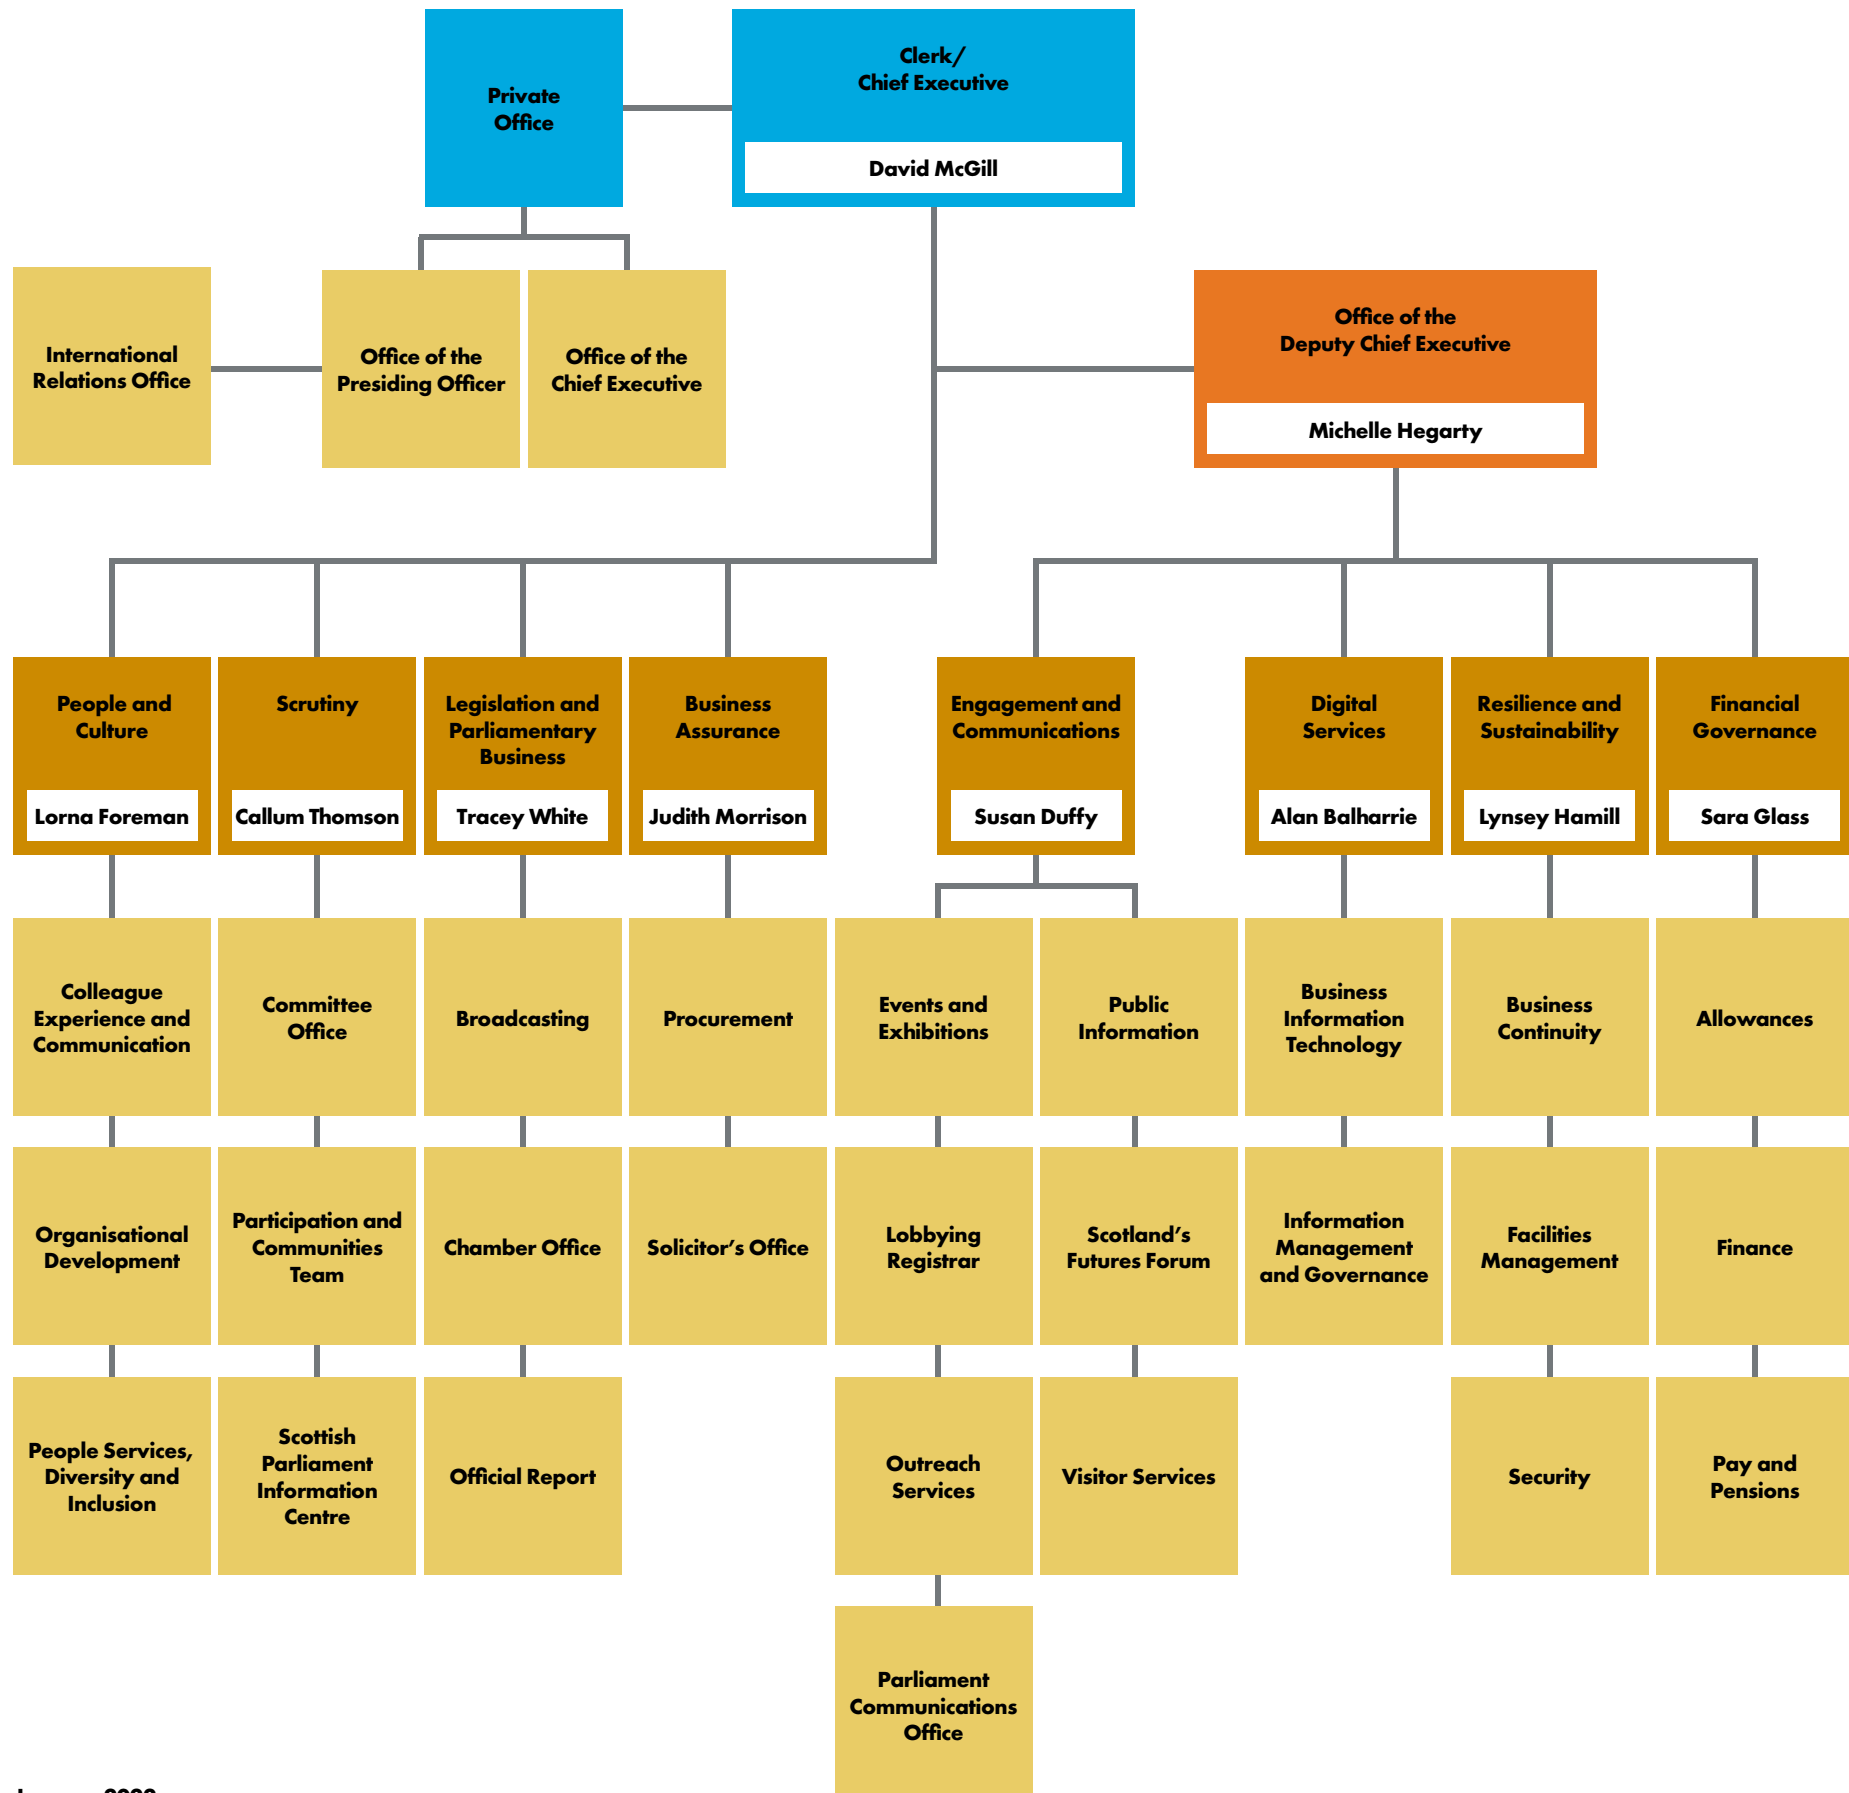 Clerk/
Chief Executive
Private
Office
David McGill
International
Relations Office
Office of the
Presiding Officer
Office of the
Chief Executive
Office of the
Deputy Chief Executive
Michelle Hegarty
People and
Culture
Lorna Foreman
Scrutiny
Callum Thomson
Legislation and
Parliamentary
Business
Tracey White
Business
Assurance
Judith Morrison
Engagement and
Communications
Susan Duffy
Digital
Services
Alan Balharrie
Resilience and
Sustainability
Lynsey Hamill
Financial
Governance
Sara Glass
Colleague
Experience and
Communication
Committee
Office
Broadcasting
Procurement
Events and
Exhibitions
Public
Information
Business
Information
Technology
Business
Continuity
Allowances
Organisational
Development
Participation and
Communities
Team
Chamber Office
Solicitor's Office
Lobbying
Registrar
Scotland's
Futures Forum
Information
Management
and Governance
Facilities
Management
Finance
People Services,
Diversity and
Inclusion
Scottish
Parliament
Information
Centre
Official Report
Outreach
Services
Visitor Services
Security
Pay and
Pensions
Parliament
Communications
Office